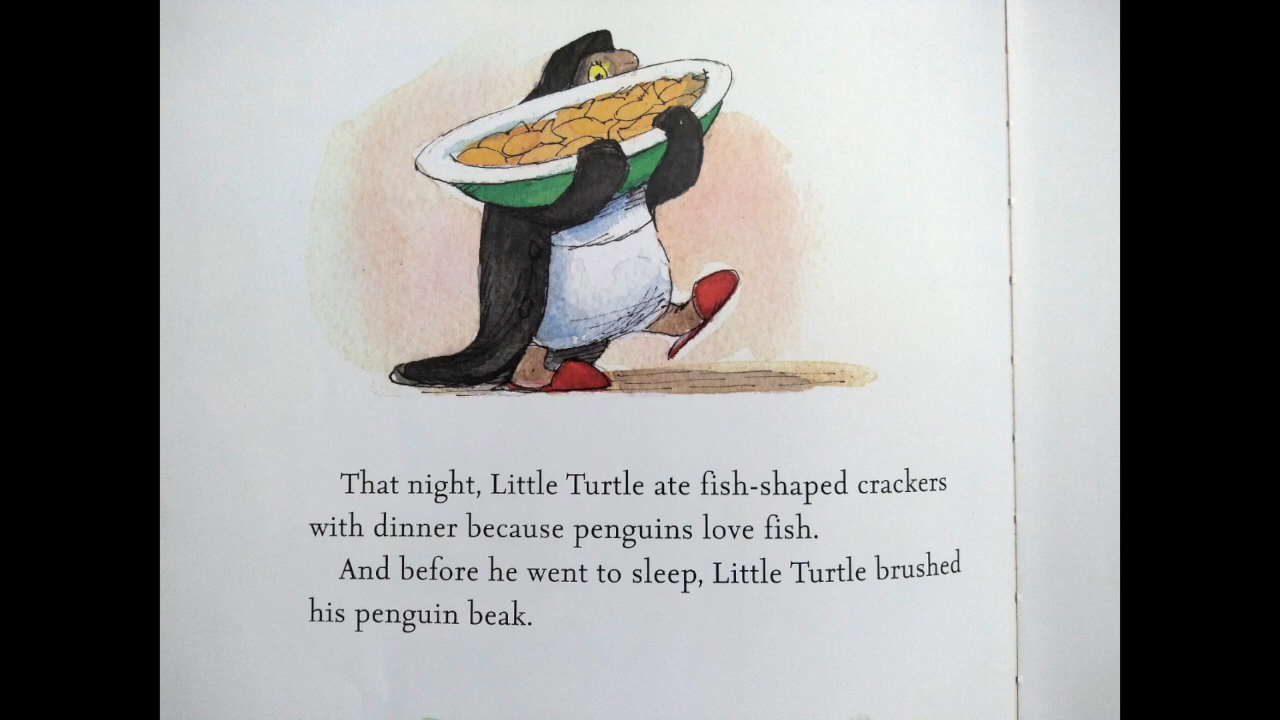 That night, Little Turtle ate fish-shaped crackers
with dinner because penguins love fish.
And before he went to sleep, Little Turtle brushed
his penguin beak.